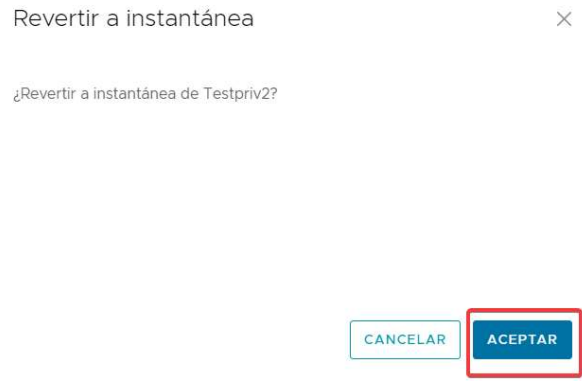 Revertir a instantánea
¿Revertir a instantánea de Testpriv2?
CANCELAR
ACEPTAR